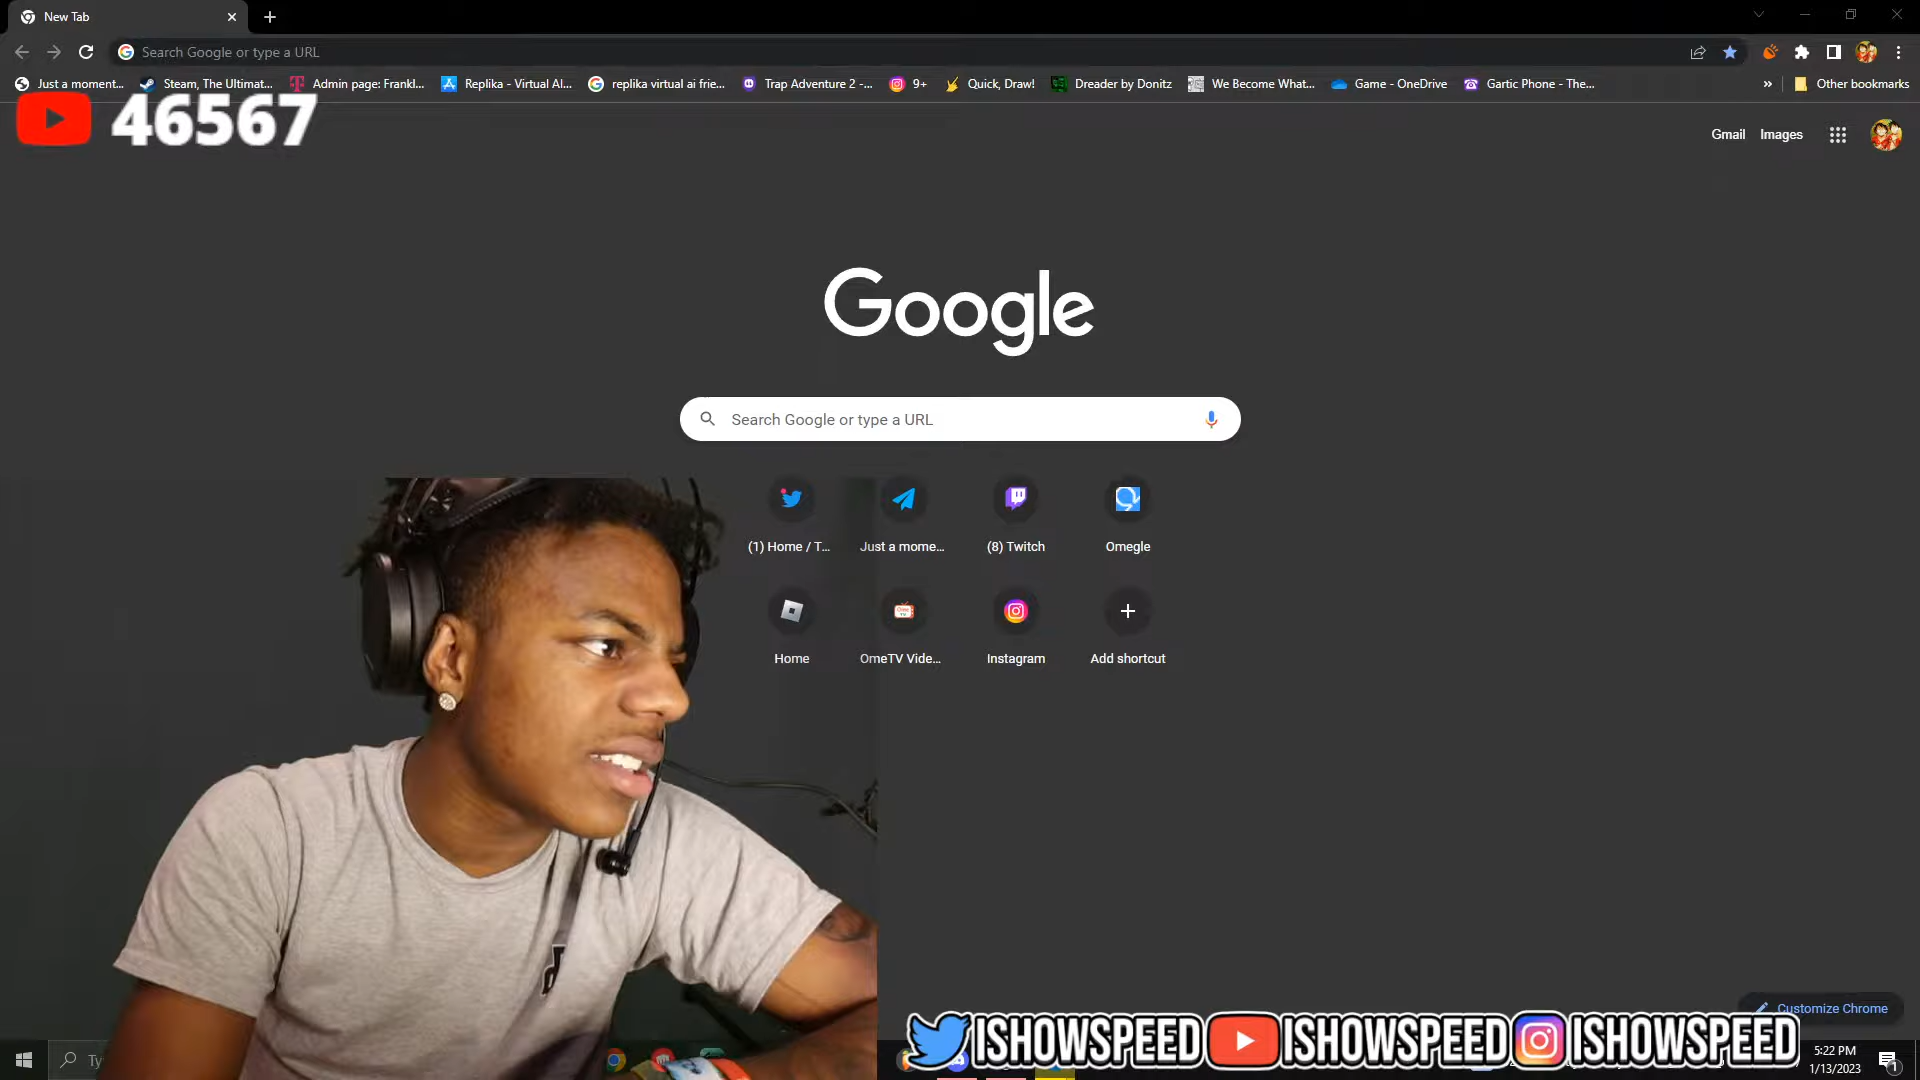 New Tab
Search Google or type a URL
Just a moment...
Steam, The Ultimat...
Admin page: Frankl...
Replika - Virtual AI...
replika virtual ai frie...
Trap Adventure 2 -...
9+
Quick, Draw!
Dreader by Donitz
We Become What...
Game - OneDrive
Gartic Phone - The...
»
Other bookmarks
46567
Gmail
Images
Google
Search Google or type a URL
(1) Home / T...
Just a mome...
(8) Twitch
Omegle
Home
OmeTV Vide...
Instagram
Add shortcut
Customize Chrome
ISHOWSPEED
ISHOWSPEED
ISHOWSPEED
Ty
5:22 PM
1/13/2023
1